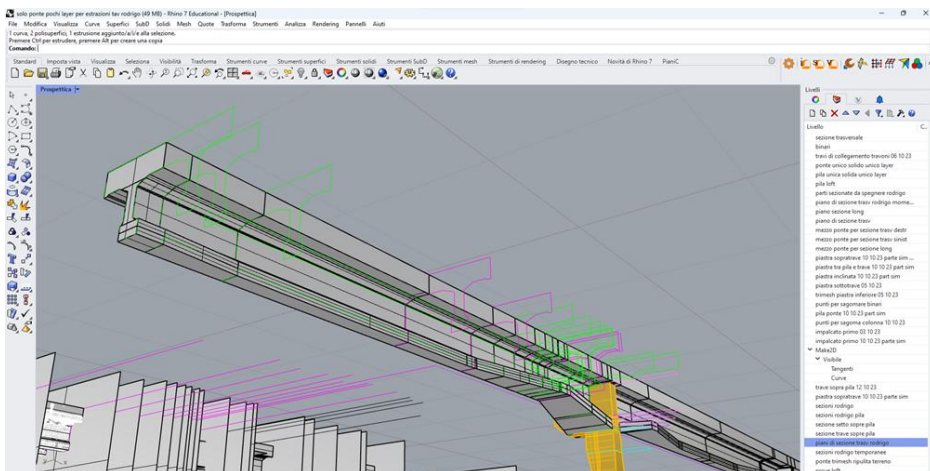 solo ponte pochi layer per estrazioni tav rodrigo (49 MB) - Rhino 7 Educational - [Prospettica]
File Modifica Visualizza Curve Superfici SubD Solidi Mesh Quote Trasforma Strumenti Analizza Rendering Pannelli Aiuti
1 curva, 2 polisuperfici, 1 estrusione aggiunto/a/i/e alla selezione.
Premere Ctrl per estrudere, premere Alt per creare una copia
Comando:
Standard Imposta vista Visualizza Seleziona Visibilità Trasforma Strumenti curve Strumenti superfici Strumenti solidi Strumenti SubD Strumenti mesh Strumenti di rendering Disegno tecnico Novità di Rhino 7 PianiC
Prospettica
Livelli
Livello C..
sezione trasversale
binari
travi di collegamento travoni 06 10 23
ponte unico solido unico layer
pila unica solida unico layer
pila loft
parti sezionate da spegnere rodrigo
piano di sezione trasv rodrigo mome...
piano sezione long
piano di sezione trasv
mezzo ponte per sezione trasv destr
mezzo ponte per sezione trasv sinist
mezzo ponte per sezione long
piastra sopratrave 10 10 23 parte sim ...
piastra tra pila e trave 10 10 23 part sim
piastra inclinata 10 10 23 part sim
piastra sottotrave 05 10 23
trimesh piastra inferiore 05 10 23
punti per sagomare binari
pila ponte 10 10 23 part sim
punti per sagoma colonna 10 10 23
impalcato primo 03 10 23
impalcato primo 10 10 23 parte sim
Make2D
Visibile
Tangenti
Curve
trave sopra pila 12 10 23
piastra sopratrave 10 10 23 parte sim
sezioni rodrigo
sezioni rodrigo pila
sezione setto sopre pila
sezione trave sopre pila
piani di sezione trasv rodrigo
sezioni rodrigo temporanee
ponte trimesh ripulita terreno